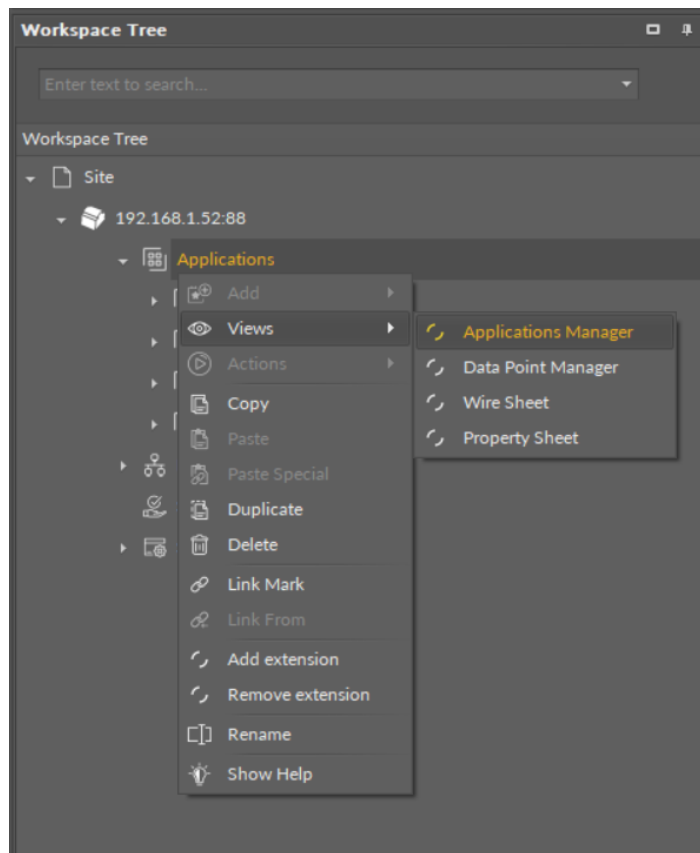 Workspace Tree
Enter text to search...
Workspace Tree
Site
192.168.1.52:88
Applications
Add
Views
Actions
Copy
Paste
Paste Special
Duplicate
Delete
Link Mark
Link From
Add extension
Remove extension
Rename
Show Help
Applications Manager
Data Point Manager
Wire Sheet
Property Sheet